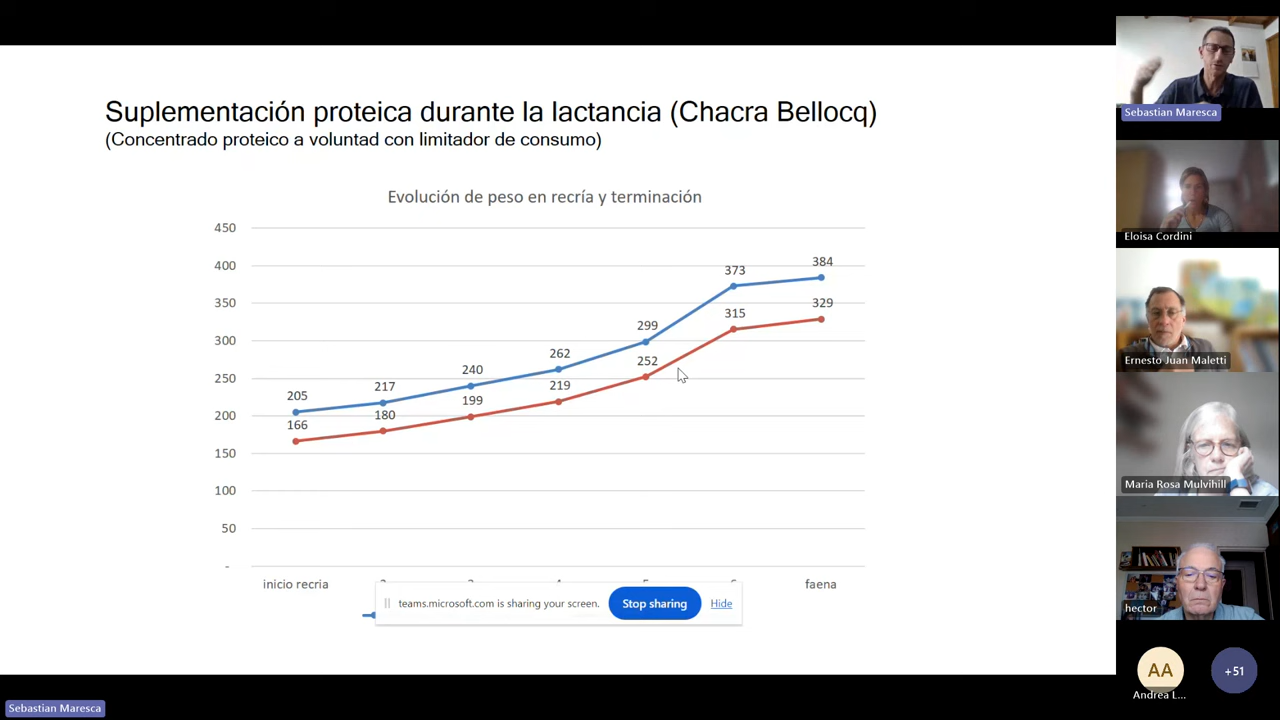 Suplementación proteica durante la lactancia (Chacra Bellocq)
(Concentrado proteico a voluntad con limitador de consumo)
Evolución de peso en recría y terminación
450
400
350
300
250
200
150
100
50
-
205
217
240
262
299
373
384
166
180
199
219
252
315
329
inicio recria
faena
teams.microsoft.com is sharing your screen.
Stop sharing
Hide
Sebastian Maresca
Eloisa Cordini
Ernesto Juan Maletti
Maria Rosa Mulvihill
hector
AA
Andrea L...
+51
Sebastian Maresca